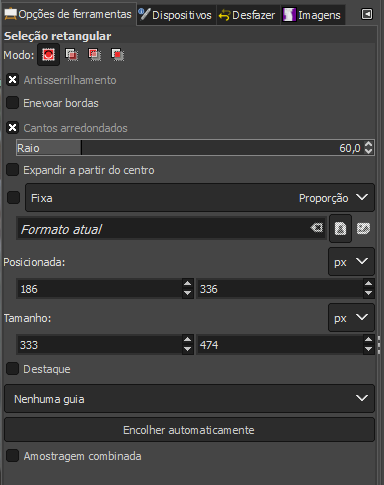 Opções de ferramentas Dispositivos Desfazer Imagens
Seleção retangular
Modo:
Antisserrilhamento
Enevoar bordas
Cantos arredondados
Raio 60,0
Expandir a partir do centro
Fixa Proporção
Formato atual
Posicionada: px
186 336
Tamanho: px
333 474
Destaque
Nenhuma guia
Encolher automaticamente
Amostragem combinada